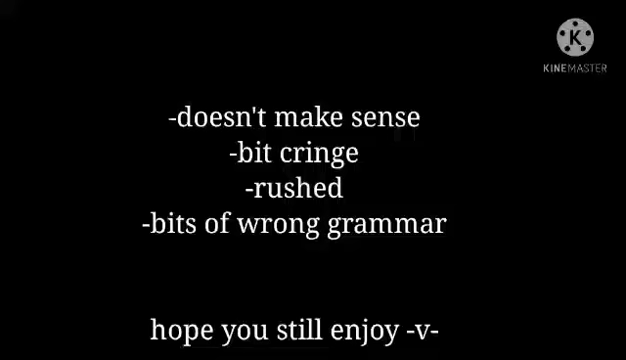 KINEMASTER
-doesn't make sense
-bit cringe
-rushed
-bits of wrong grammar
hope you still enjoy -v-